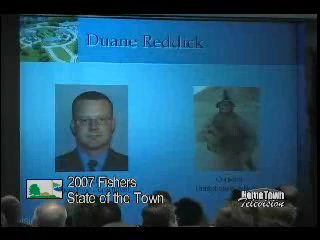 Duane Reddick
2007 Fishers
State of the Town
HomeTown
Television